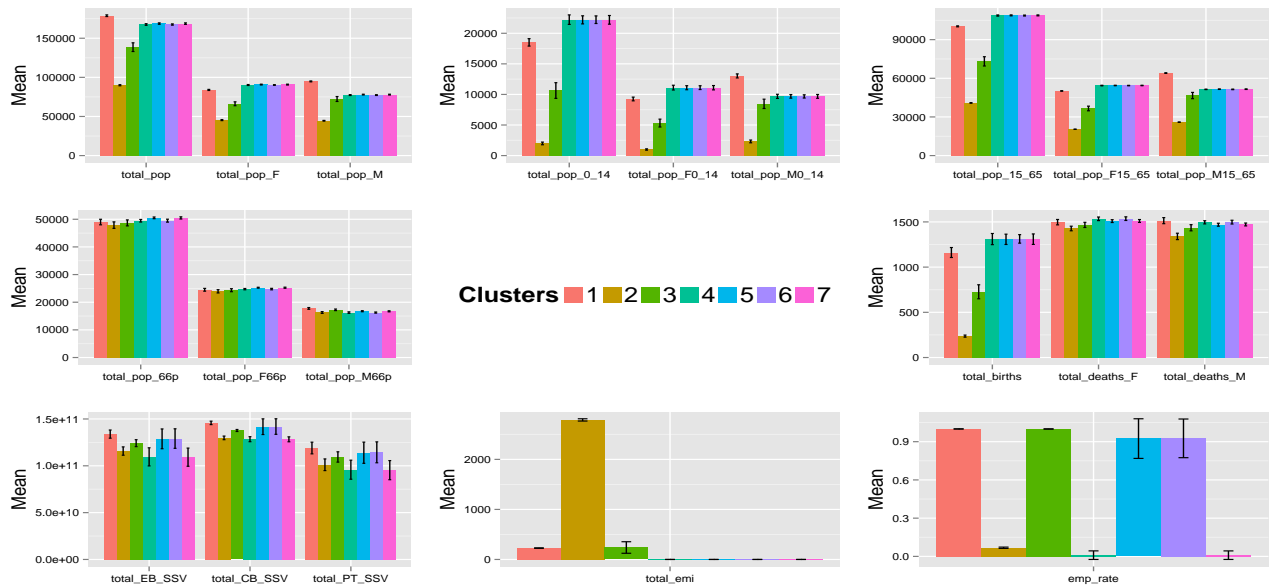 Mean
150000
100000
50000
0
total_pop
total_pop_F
total_pop_M
Mean
20000
15000
10000
5000
0
total_pop_0_14
total_pop_F0_14
total_pop_M0_14
Mean
90000
60000
30000
0
total_pop_15_65
total_pop_F15_65
total_pop_M15_65
Mean
50000
40000
30000
20000
10000
0
total_pop_66p
total_pop_F66p
total_pop_M66p
Clusters 1 2 3 4 5 6 7
Mean
1500
1000
500
0
total_births
total_deaths_F
total_deaths_M
Mean
1.5e+11
1.0e+11
5.0e+10
0.0e+00
total_EB_SSV
total_CB_SSV
total_PT_SSV
Mean
2000
1000
0
total_emi
Mean
0.9
0.6
0.3
0.0
emp_rate